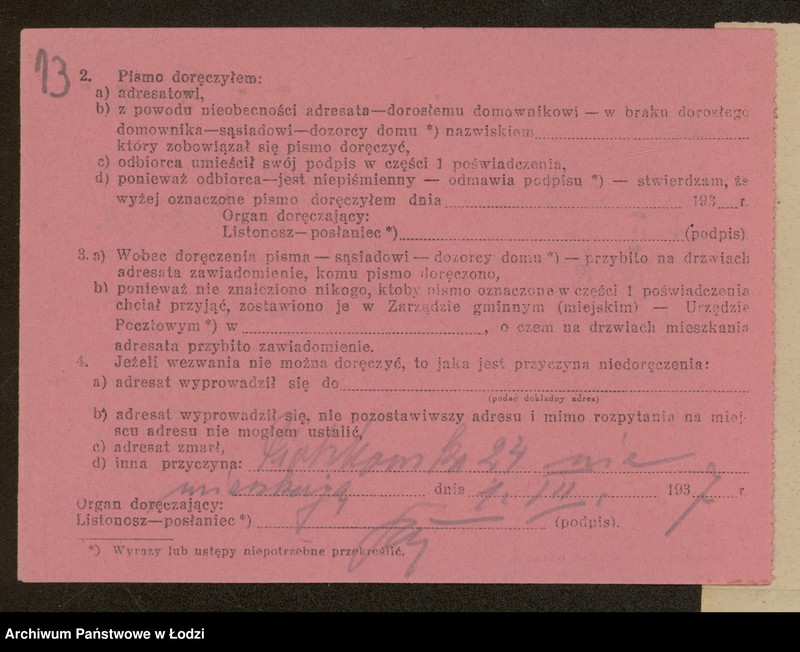 13
2. Pismo doręczyłem:
a) adresatowi,
b) z powodu nieobecności adresata—dorosłemu domownikowi — w braku dorosłego
domownika—sąsiadowi—dozorcy domu *) nazwiskiem
który zobowiązał się pismo doręczyć,
c) odbiorca umieścił swój podpis w części 1 poświadczenia,
d) ponieważ odbiorca—jest niepiśmienny — odmawia podpisu *) — stwierdzam, że
wyżej oznaczone pismo doręczyłem dnia 193 r.
Organ doręczający:
Listonosz—posłaniec *) (podpis)
3. a) Wobec doręczenia pisma — sąsiadowi — dozorcy domu *) — przybito na drzwiach
adresata zawiadomienie, komu pismo doręczono,
b) ponieważ nie znaleziono nikogo, ktoby pismo oznaczone w części 1 poświadczenia
chciał przyjąć, zostawiono je w Zarządzie gminnym (miejskim) — Urzędzie
Pocztowym *) w , o czem na drzwiach mieszkania
adresata przybito zawiadomienie.
4. Jeżeli wezwania nie można doręczyć, to jaka jest przyczyna niedoręczenia:
a) adresat wyprowadził się do
(podać dokładny adres)
b) adresat wyprowadził się, nie pozostawiwszy adresu i mimo rozpytania na miej
scu adresu nie mogłem ustalić,
c) adresat zmarł,
d) inna przyczyna: 24 nie
mieszkają dnia 4. III. 1937 r
Organ doręczający:
Listonosz—posłaniec *) (podpis).
*) Wyrazy lub ustępy niepotrzebne przekreślić.
Archiwum Państwowe w Łodzi